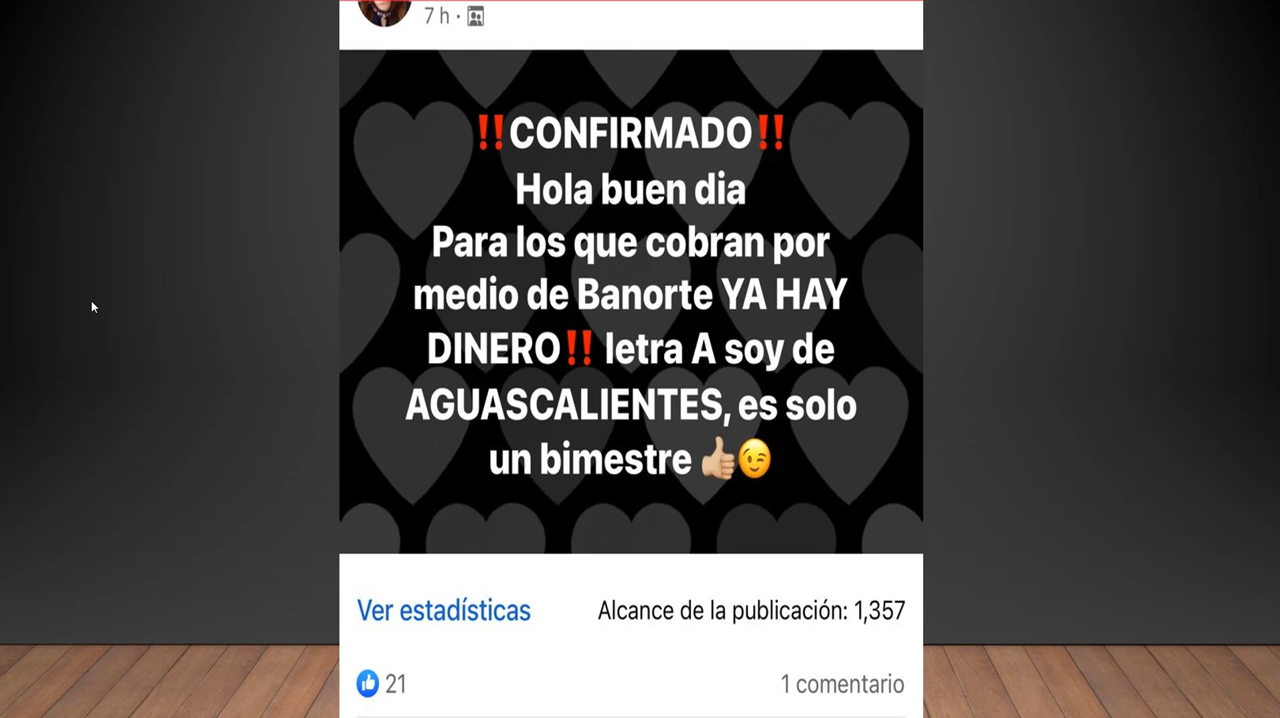 7 h ·
‼️CONFIRMADO‼️
Hola buen dia
Para los que cobran por
medio de Banorte YA HAY
DINERO‼️ letra A soy de
AGUASCALIENTES, es solo
un bimestre 👍🏼😉
Ver estadísticas
Alcance de la publicación: 1,357
21
1 comentario